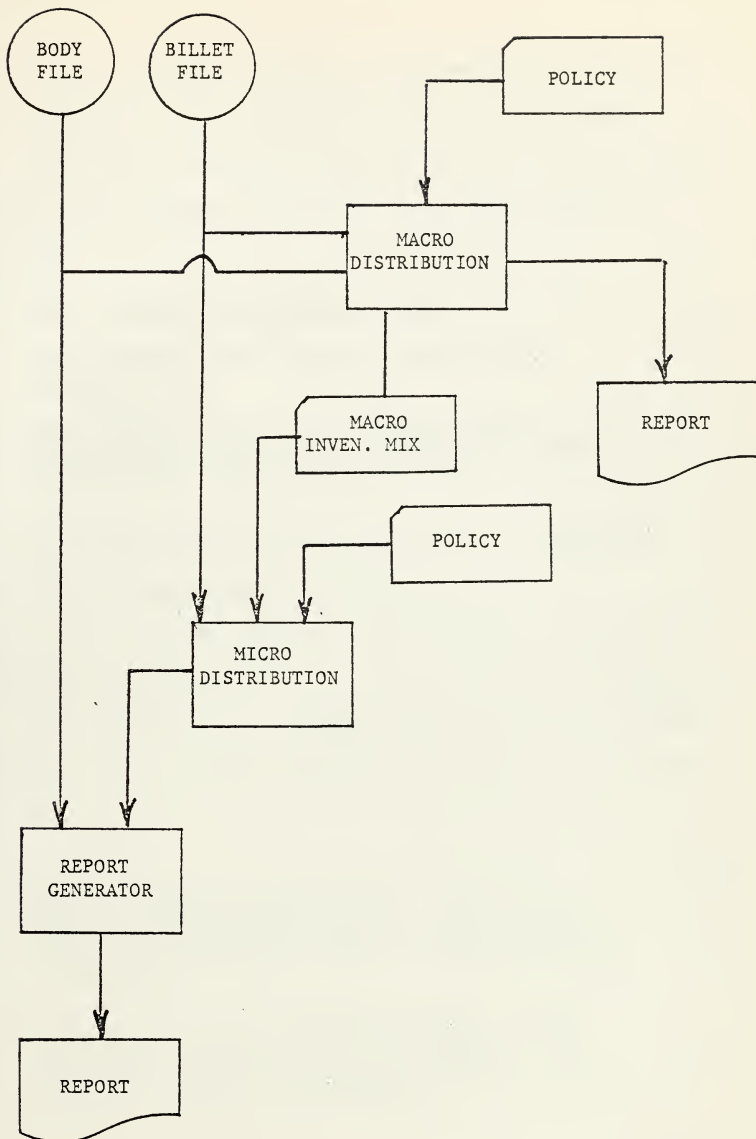 BODY
FILE
BILLET
FILE
POLICY
MACRO
DISTRIBUTION
MACRO
INVEN. MIX
REPORT
POLICY
MICRO
DISTRIBUTION
REPORT
GENERATOR
REPORT